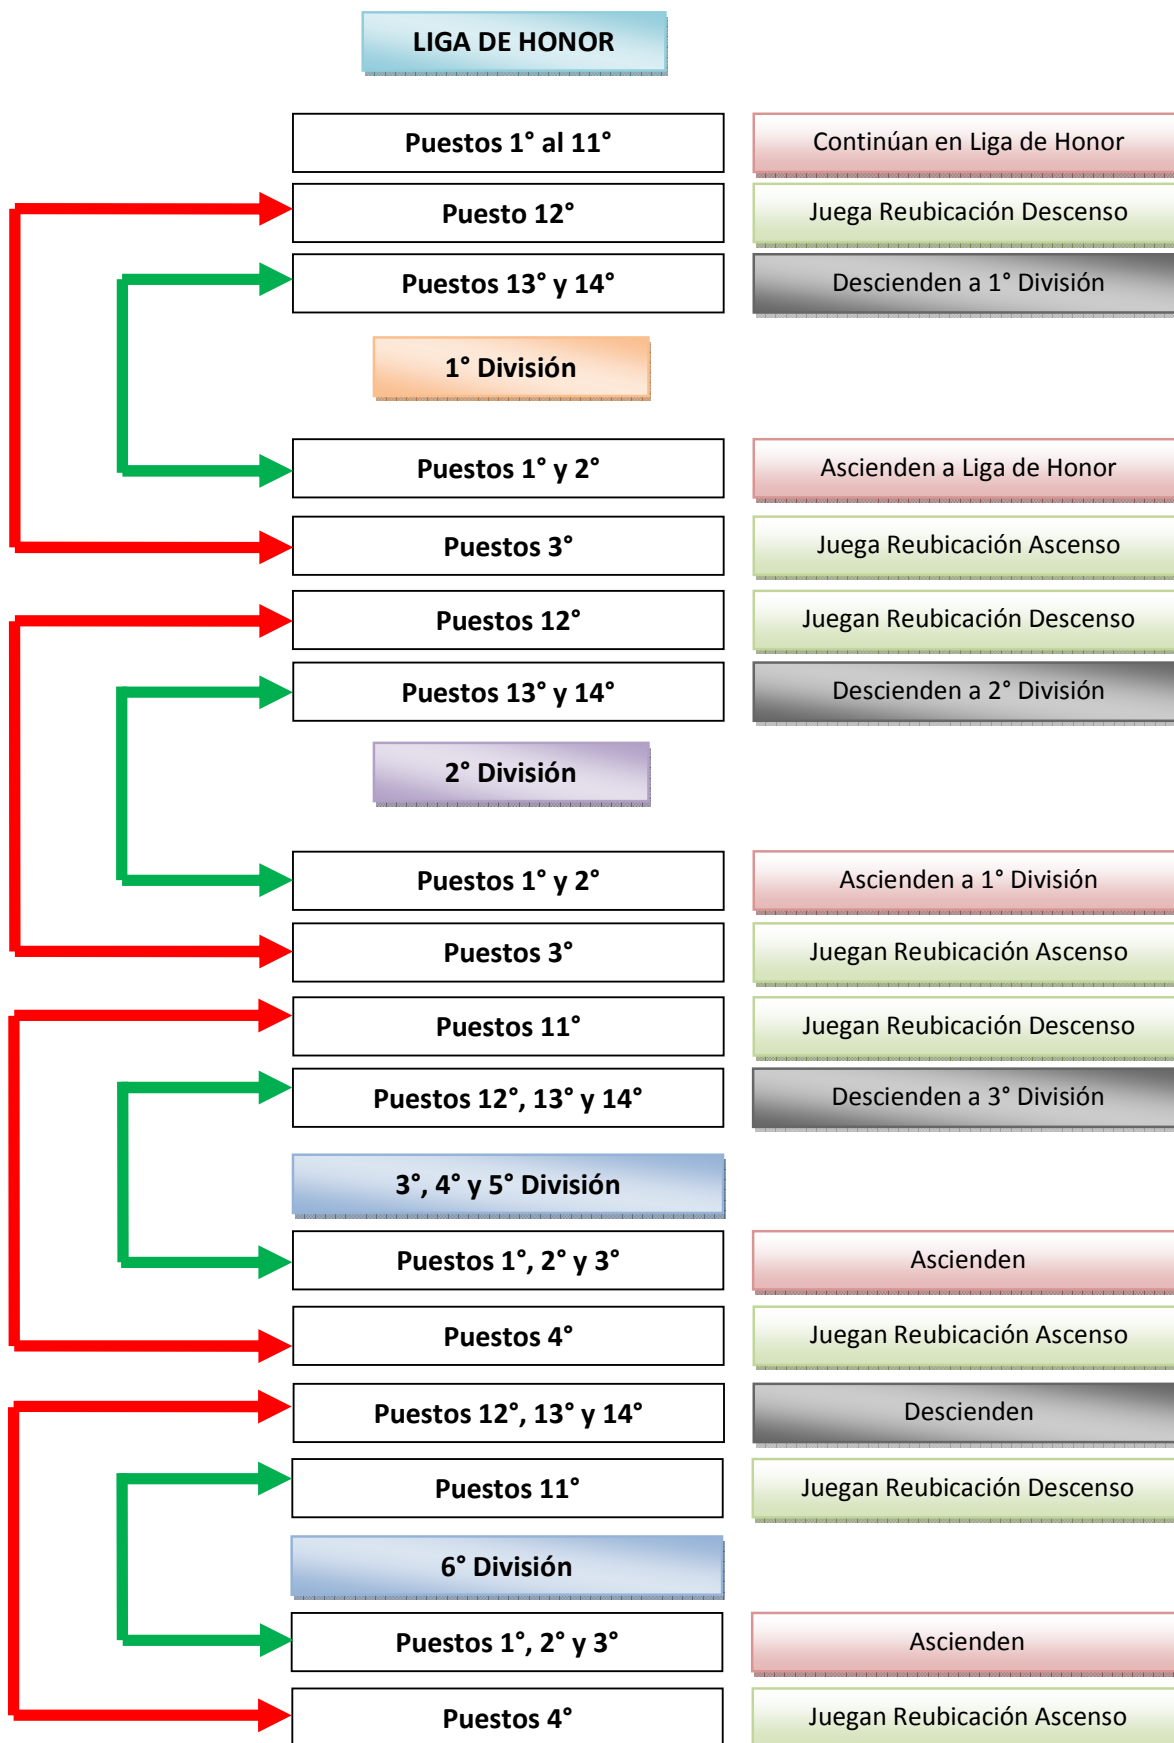 LIGA DE HONOR
Puestos 1° al 11°
Continúan en Liga de Honor
Puesto 12°
Juega Reubicación Descenso
Puestos 13° y 14°
Descienden a 1° División
1° División
Puestos 1° y 2°
Ascienden a Liga de Honor
Puestos 3°
Juega Reubicación Ascenso
Puestos 12°
Juegan Reubicación Descenso
Puestos 13° y 14°
Descienden a 2° División
2° División
Puestos 1° y 2°
Ascienden a 1° División
Puestos 3°
Juegan Reubicación Ascenso
Puestos 11°
Juegan Reubicación Descenso
Puestos 12°, 13° y 14°
Descienden a 3° División
3°, 4° y 5° División
Puestos 1°, 2° y 3°
Ascienden
Puestos 4°
Juegan Reubicación Ascenso
Puestos 12°, 13° y 14°
Descienden
Puestos 11°
Juegan Reubicación Descenso
6° División
Puestos 1°, 2° y 3°
Ascienden
Puestos 4°
Juegan Reubicación Ascenso